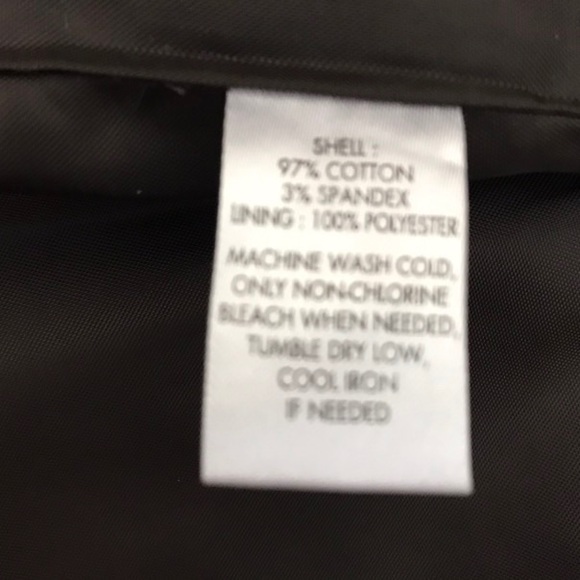 SHELL :
97% COTTON
3% SPANDEX
LINING : 100% POLYESTER
MACHINE WASH COLD,
ONLY NON-CHLORINE
BLEACH WHEN NEEDED,
TUMBLE DRY LOW,
COOL IRON
IF NEEDED